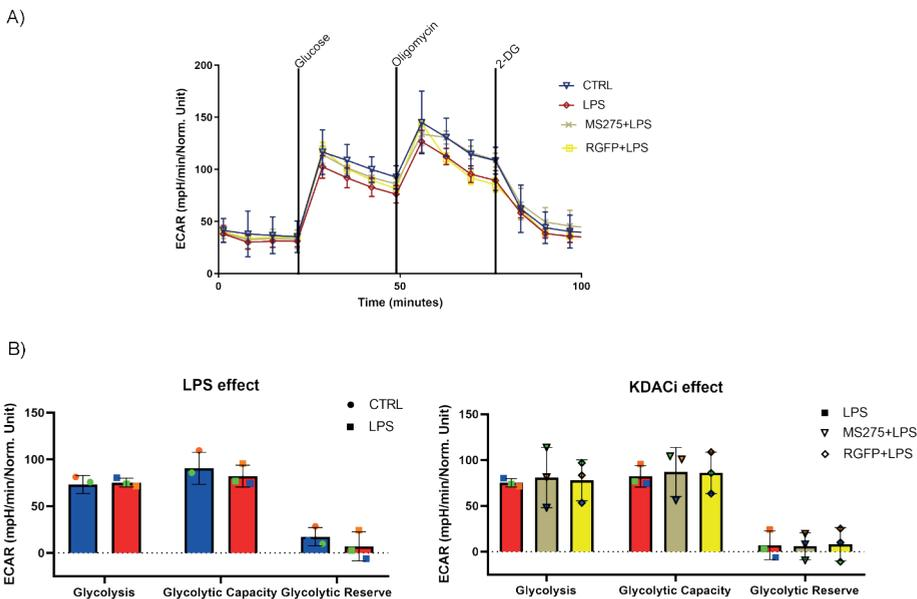 A)
Glucose
Oligomycin
2-DG
200
150
100
50
0
ECAR (mpH/min/Norm. Unit)
0
50
100
Time (minutes)
CTRL
LPS
MS275+LPS
RGFP+LPS
B)
LPS effect
150
100
50
0
ECAR (mpH/min/Norm. Unit)
Glycolysis
Glycolytic Capacity
Glycolytic Reserve
CTRL
LPS
KDACi effect
150
100
50
0
ECAR (mpH/min/Norm. Unit)
Glycolysis
Glycolytic Capacity
Glycolytic Reserve
LPS
MS275+LPS
RGFP+LPS